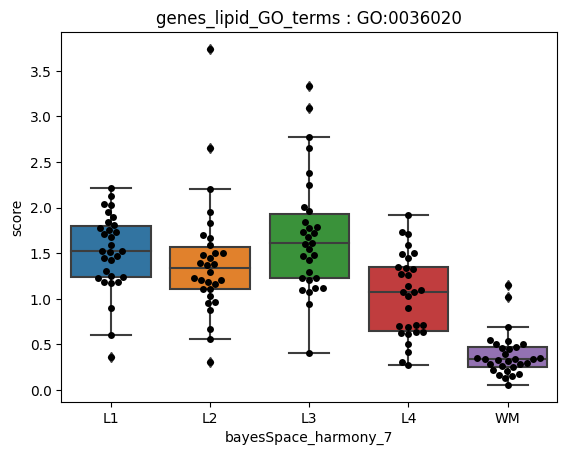 genes_lipid_GO_terms : GO:0036020
score
3.5
3.0
2.5
2.0
1.5
1.0
0.5
0.0
L1 L2 L3 L4 WM
bayesSpace_harmony_7